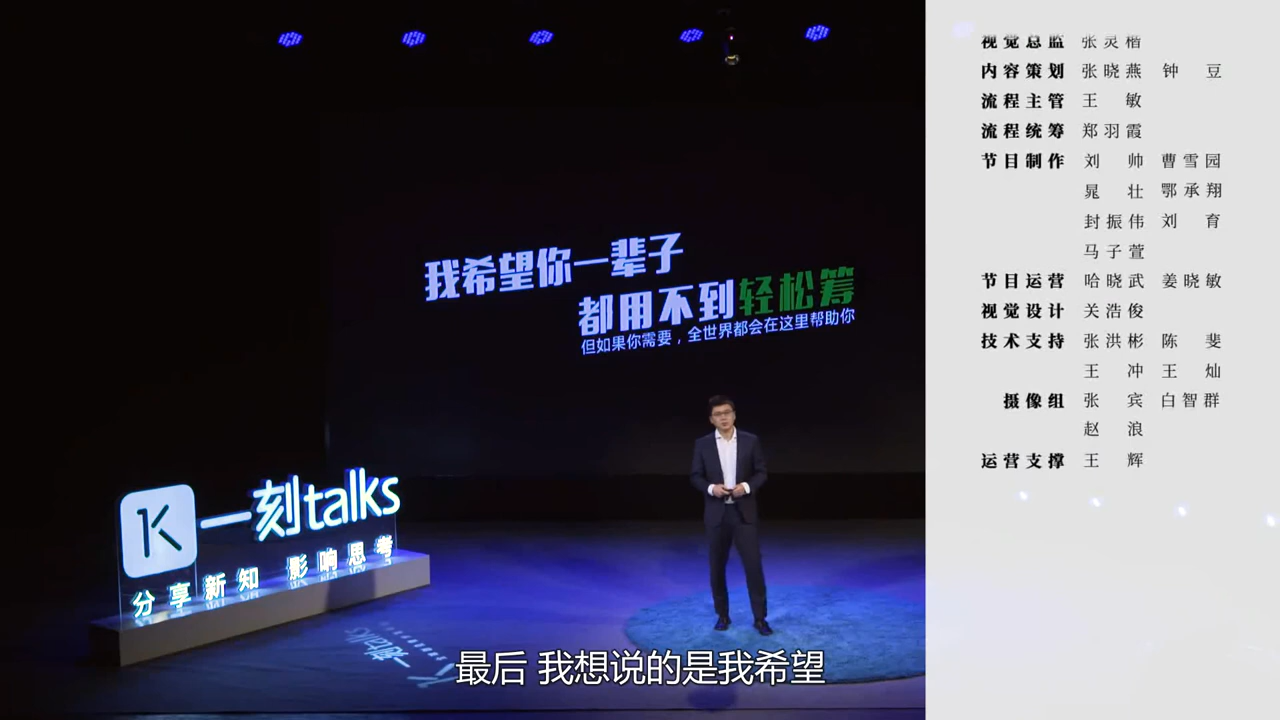 我希望你一辈子
都用不到轻松筹
但如果你需要，全世界都会在这里帮助你
K 一刻talks
分享新知 影响思考
一刻talks
最后 我想说的是我希望
视觉总监 张灵楷
内容策划 张晓燕 钟豆
流程主管 王敏
流程统筹 郑羽霞
节目制作 刘帅 曹雪园
晁壮 鄂承翔
封振伟 刘育
马子萱
节目运营 哈晓武 姜晓敏
视觉设计 关浩俊
技术支持 张洪彬 陈斐
王冲 王灿
摄像组 张宾 白智群
赵浪
运营支撑 王辉